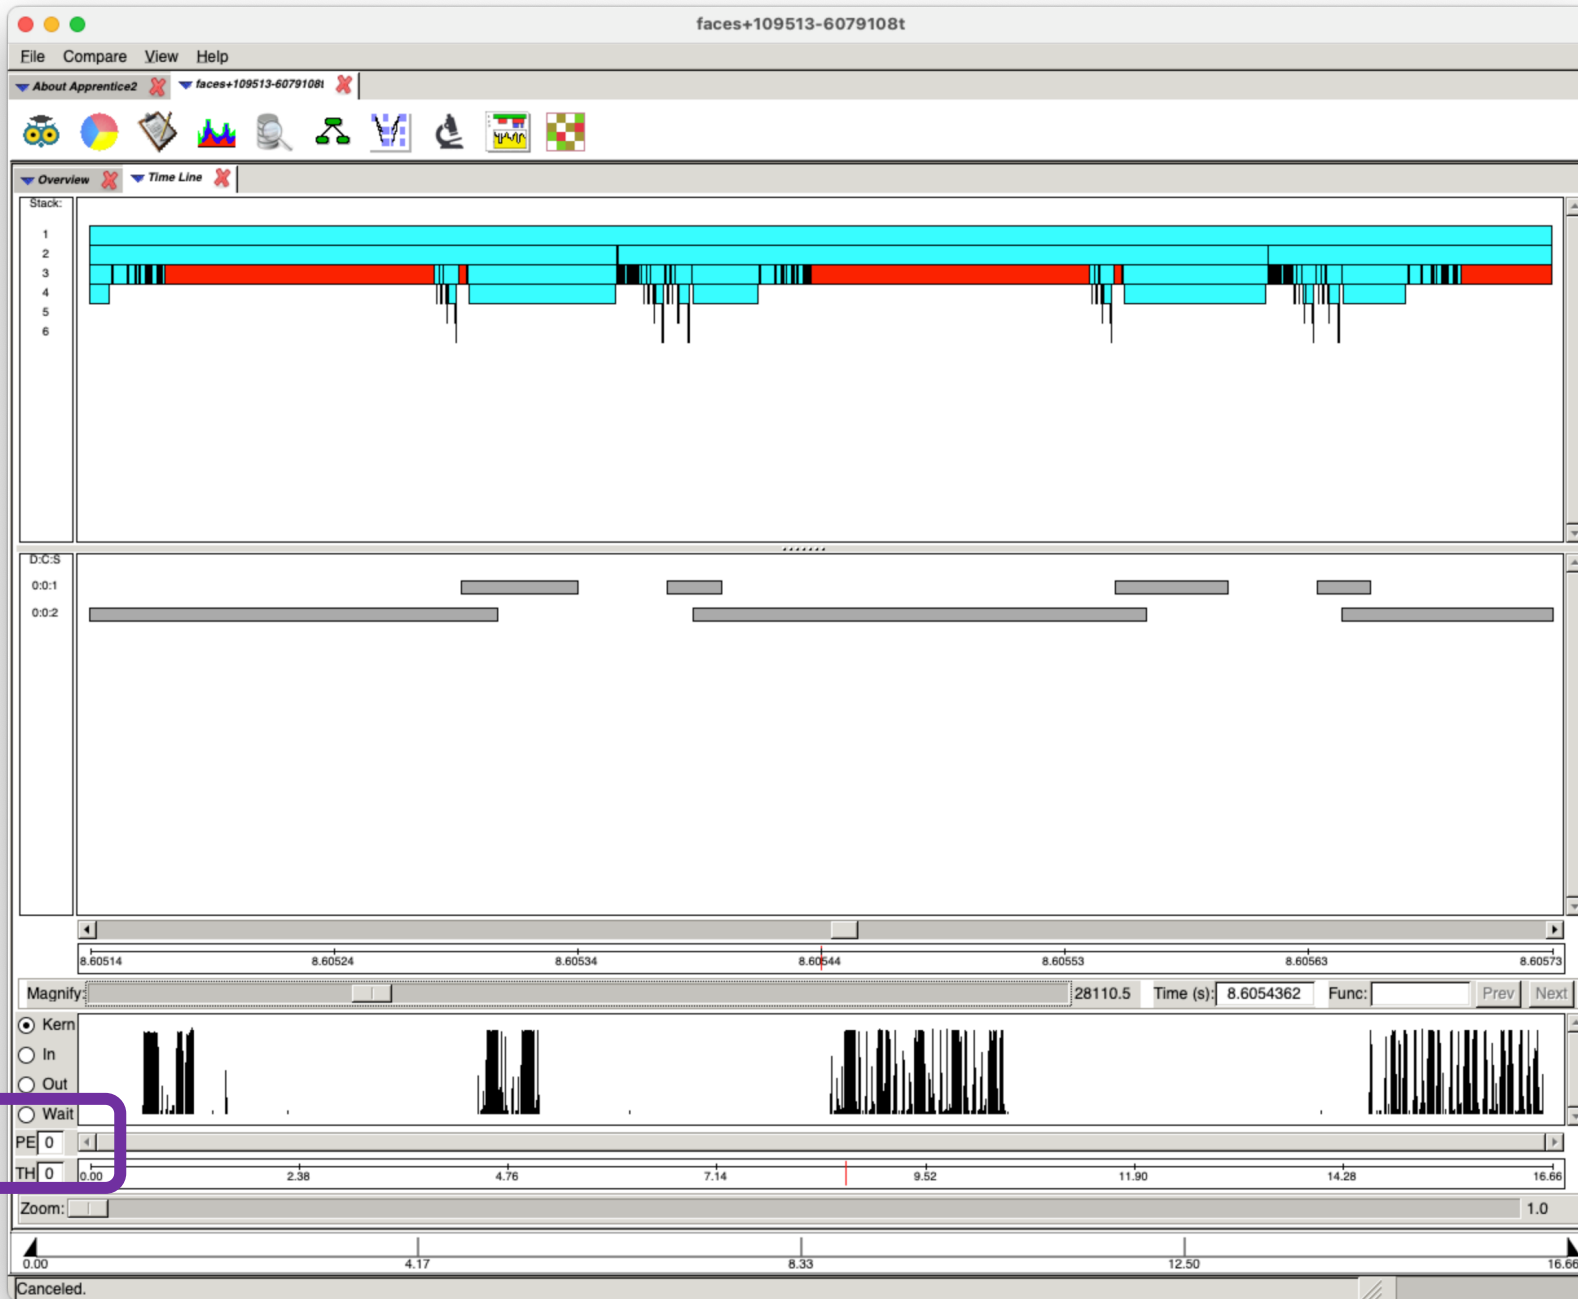 faces+109513-6079108t
File Compare View Help
About Apprentice2 faces+109513-6079108t
Overview Time Line
Stack:
1
2
3
4
5
6
D:C:S
0:0:1
0:0:2
8.60514 8.60524 8.60534 8.60544 8.60553 8.60563 8.60573
Magnify: 28110.5 Time (s): 8.6054362 Func: Prev Next
Kern
In
Out
Wait
PE 0
TH 0 0.00 2.38 4.76 7.14 9.52 11.90 14.28 16.66
Zoom: 1.0
0.00 4.17 8.33 12.50 16.66
Canceled.